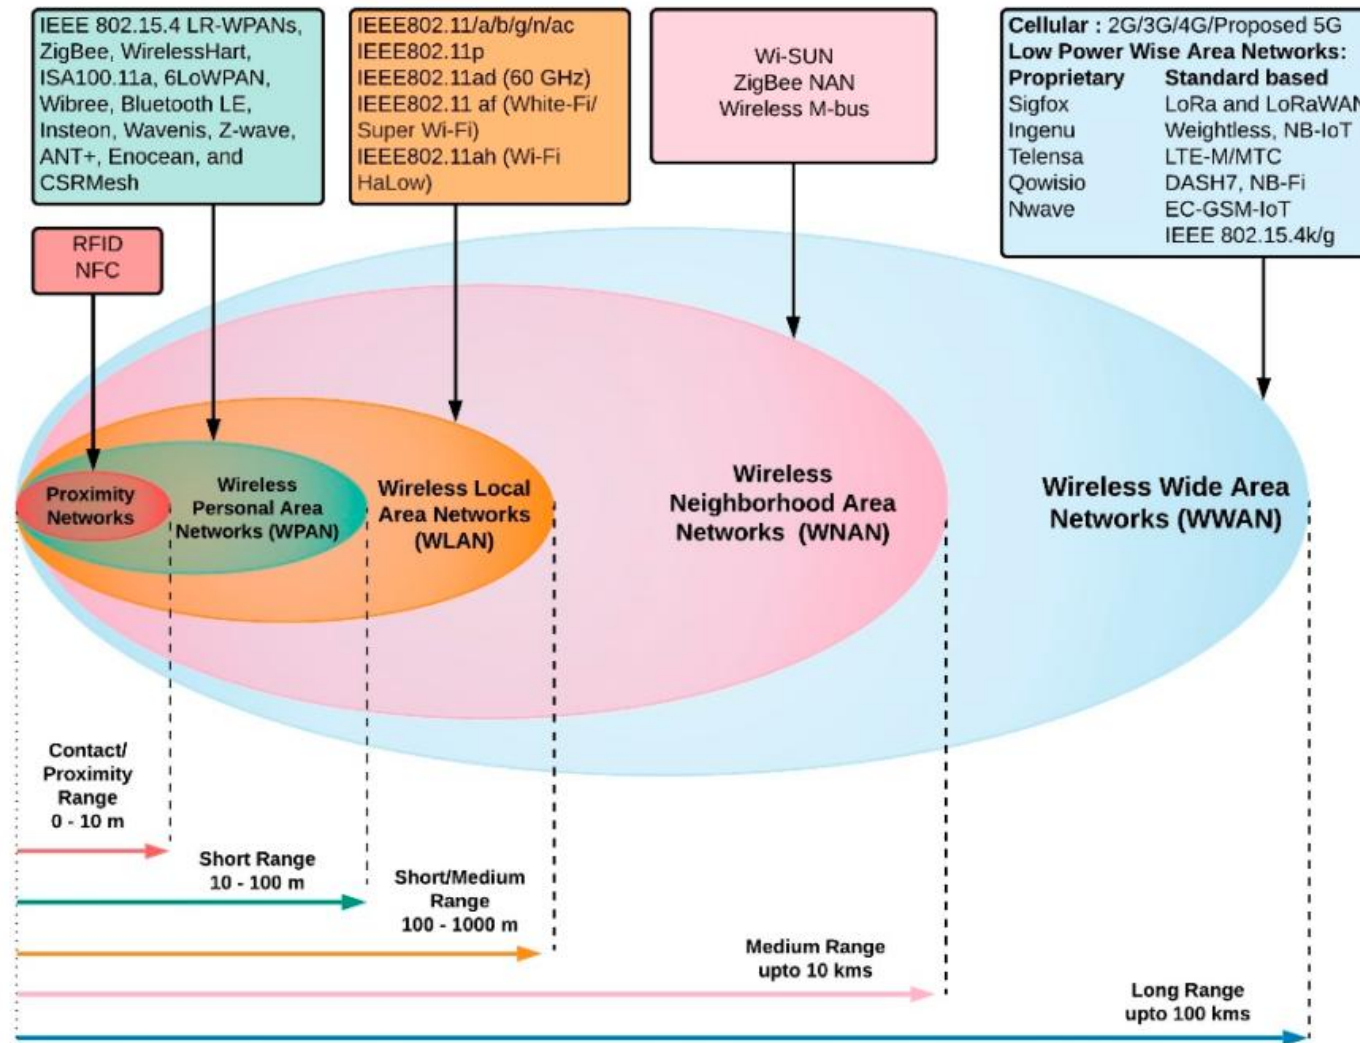 IEEE 802.15.4 LR-WPANs,
ZigBee, WirelessHart,
ISA100.11a, 6LoWPAN,
Wibree, Bluetooth LE,
Insteon, Wavenis, Z-wave,
ANT+, Enocean, and
CSRMesh
IEEE802.11/a/b/g/n/ac
IEEE802.11p
IEEE802.11ad (60 GHz)
IEEE802.11 af (White-Fi/
Super Wi-Fi)
IEEE802.11ah (Wi-Fi
HaLow)
Wi-SUN
ZigBee NAN
Wireless M-bus
Cellular : 2G/3G/4G/Proposed 5G
Low Power Wise Area Networks:
Proprietary Standard based
Sigfox LoRa and LoRaWAN
Ingenu Weightless, NB-IoT
Telensa LTE-M/MTC
Qowisio DASH7, NB-Fi
Nwave EC-GSM-IoT
IEEE 802.15.4k/g
RFID
NFC
Proximity
Networks
Wireless
Personal Area
Networks (WPAN)
Wireless Local
Area Networks
(WLAN)
Wireless
Neighborhood Area
Networks (WNAN)
Wireless Wide Area
Networks (WWAN)
Contact/
Proximity
Range
0 - 10 m
Short Range
10 - 100 m
Short/Medium
Range
100 - 1000 m
Medium Range
upto 10 kms
Long Range
upto 100 kms